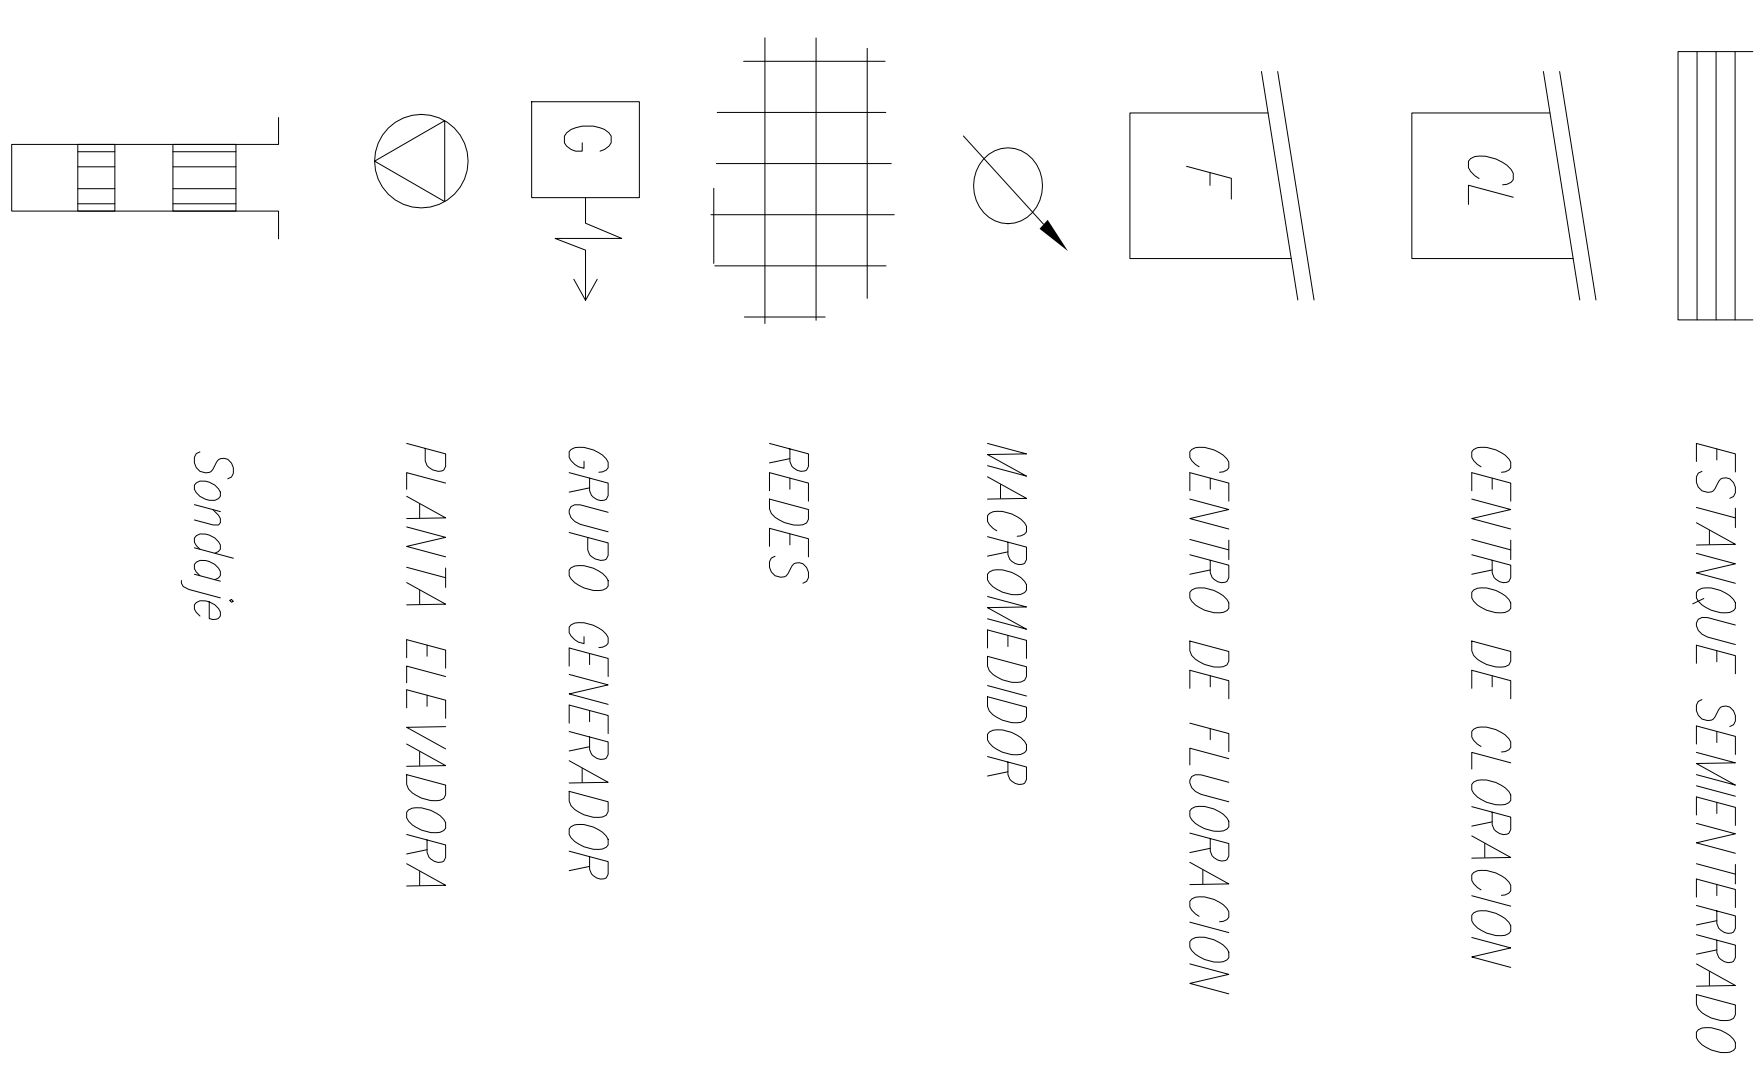 ESTANQUE SEMIENTERRADO
CL CENTRO DE CLORACION
F CENTRO DE FLUORACION
MACROMEDIDOR
REDES
G GRUPO GENERADOR
PLANTA ELEVADORA
Sondaje